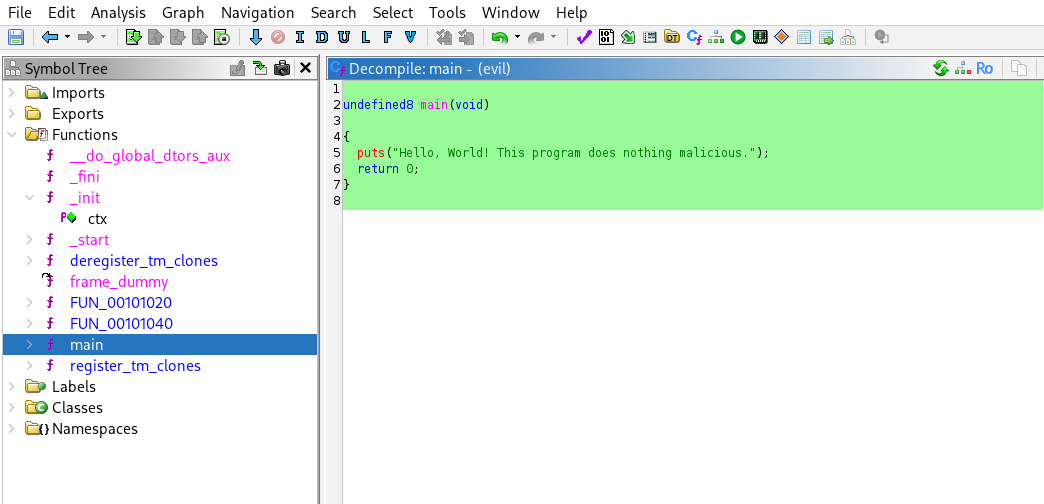 File Edit Analysis Graph Navigation Search Select Tools Window Help
I D U L F V
Symbol Tree
Imports
Exports
Functions
__do_global_dtors_aux
_fini
_init
ctx
_start
deregister_tm_clones
frame_dummy
FUN_00101020
FUN_00101040
main
register_tm_clones
Labels
Classes
Namespaces
Decompile: main - (evil)
Ro
1
2 undefined8 main(void)
3
4 {
5 puts("Hello, World! This program does nothing malicious.");
6 return 0;
7 }
8